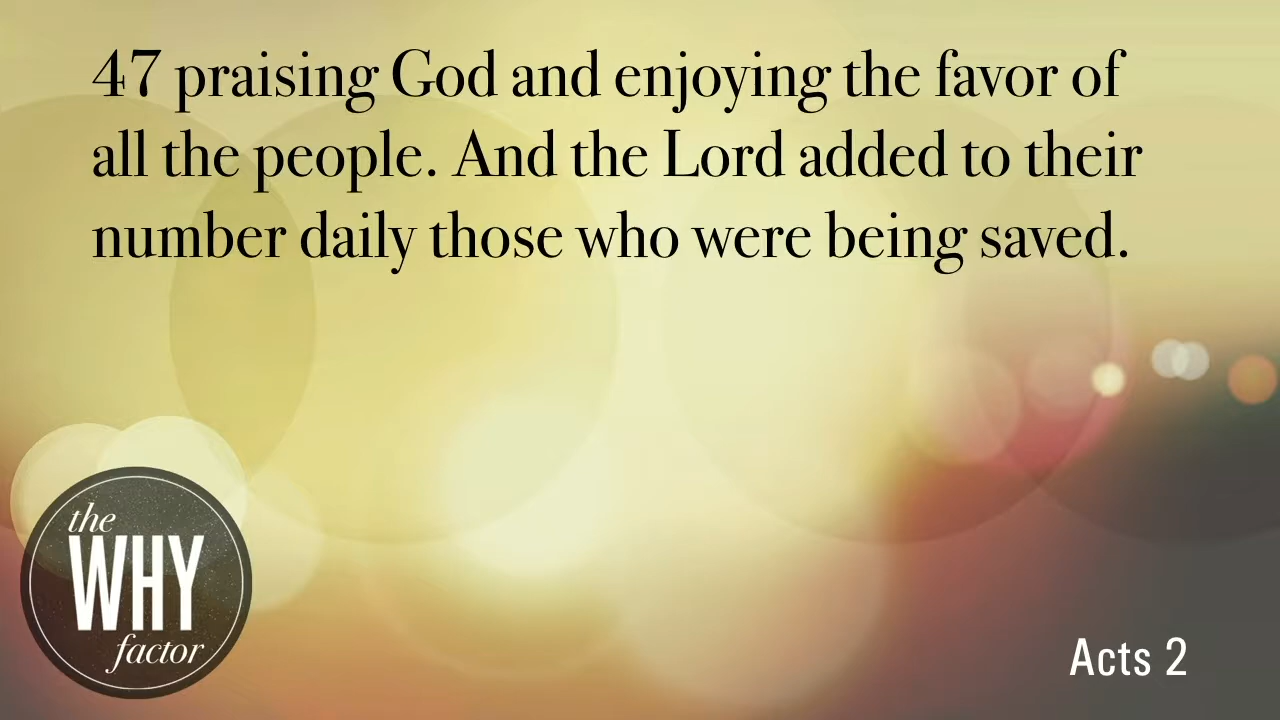 47 praising God and enjoying the favor of
all the people. And the Lord added to their
number daily those who were being saved.
the
WHY
factor
Acts 2